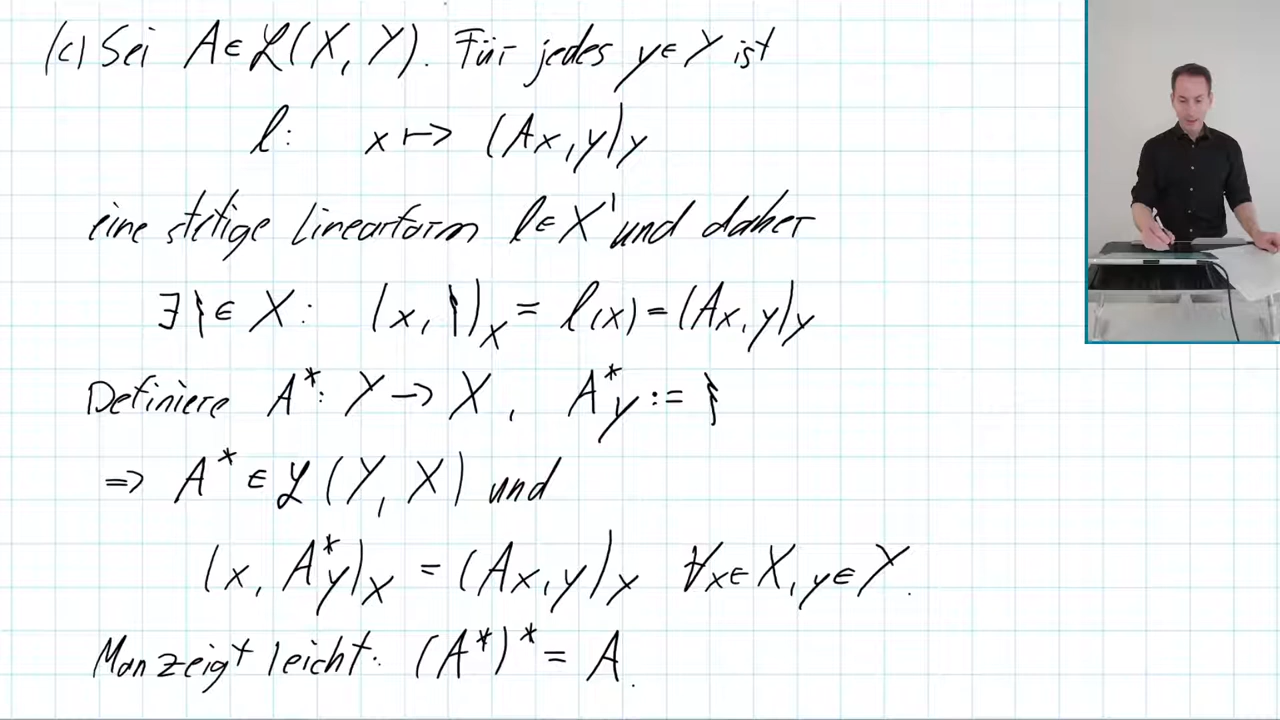 (c) Sei A ∈ ℒ(X, Y). Für jedes y ∈ Y ist
l: x ↦ (Ax, y)_Y
eine stetige Linearform l ∈ X' und daher
∃ ξ ∈ X: (x, ξ)_X = l(x) = (Ax, y)_Y
Definiere A*: Y → X, A*y := ξ
⇒ A* ∈ ℒ(Y, X) und
(x, A*y)_X = (Ax, y)_Y ∀x ∈ X, y ∈ Y.
Man zeigt leicht: (A*)* = A.